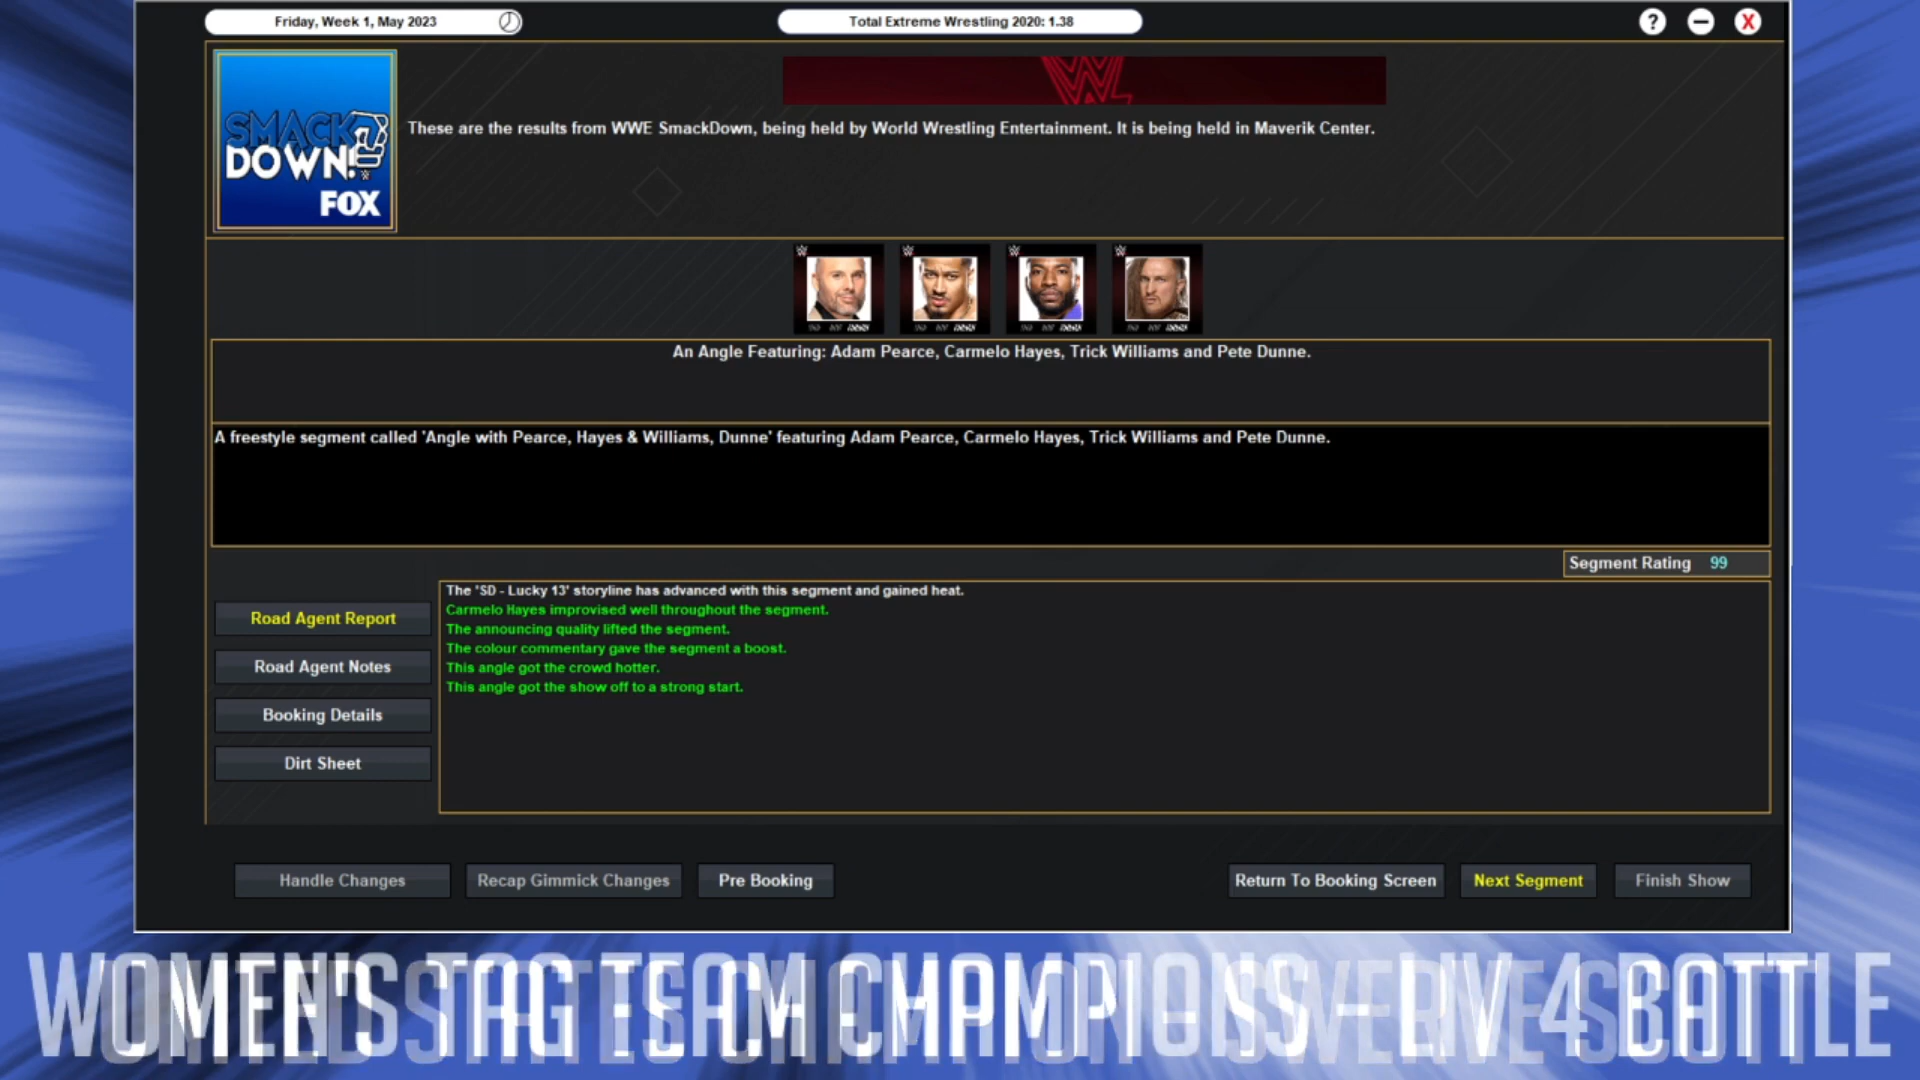 Friday, Week 1, May 2023
Total Extreme Wrestling 2020: 1.38
?
X
SMACK
DOWN!
FOX
These are the results from WWE SmackDown, being held by World Wrestling Entertainment. It is being held in Maverik Center.
An Angle Featuring: Adam Pearce, Carmelo Hayes, Trick Williams and Pete Dunne.
A freestyle segment called 'Angle with Pearce, Hayes & Williams, Dunne' featuring Adam Pearce, Carmelo Hayes, Trick Williams and Pete Dunne.
Segment Rating 99
Road Agent Report
Road Agent Notes
Booking Details
Dirt Sheet
The 'SD - Lucky 13' storyline has advanced with this segment and gained heat.
Carmelo Hayes improvised well throughout the segment.
The announcing quality lifted the segment.
The colour commentary gave the segment a boost.
This angle got the crowd hotter.
This angle got the show off to a strong start.
Handle Changes
Recap Gimmick Changes
Pre Booking
Return To Booking Screen
Next Segment
Finish Show
WOMEN'S TAG TEAM CHAMPIONS - LIV 4 BATTLE